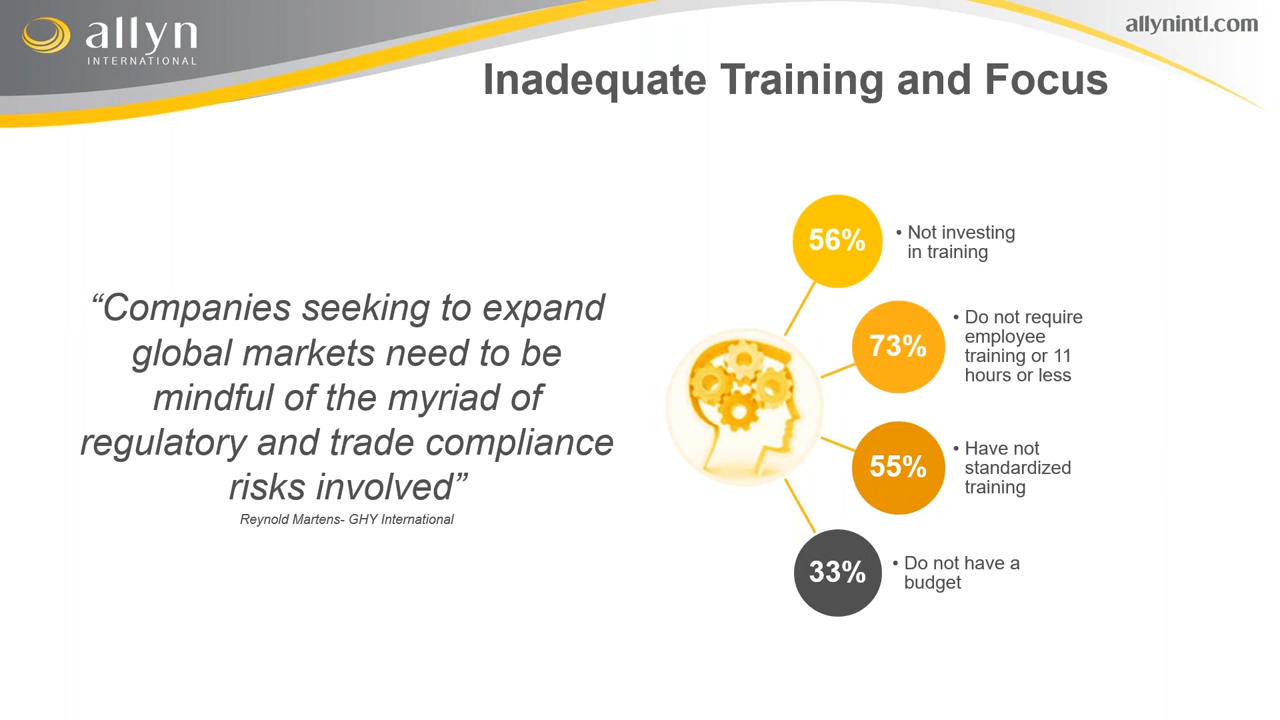 allyn
INTERNATIONAL
allynintl.com
Inadequate Training and Focus
“Companies seeking to expand
global markets need to be
mindful of the myriad of
regulatory and trade compliance
risks involved”
Reynold Martens- GHY International
56%
• Not investing
in training
73%
• Do not require
employee
training or 11
hours or less
55%
• Have not
standardized
training
33%
• Do not have a
budget